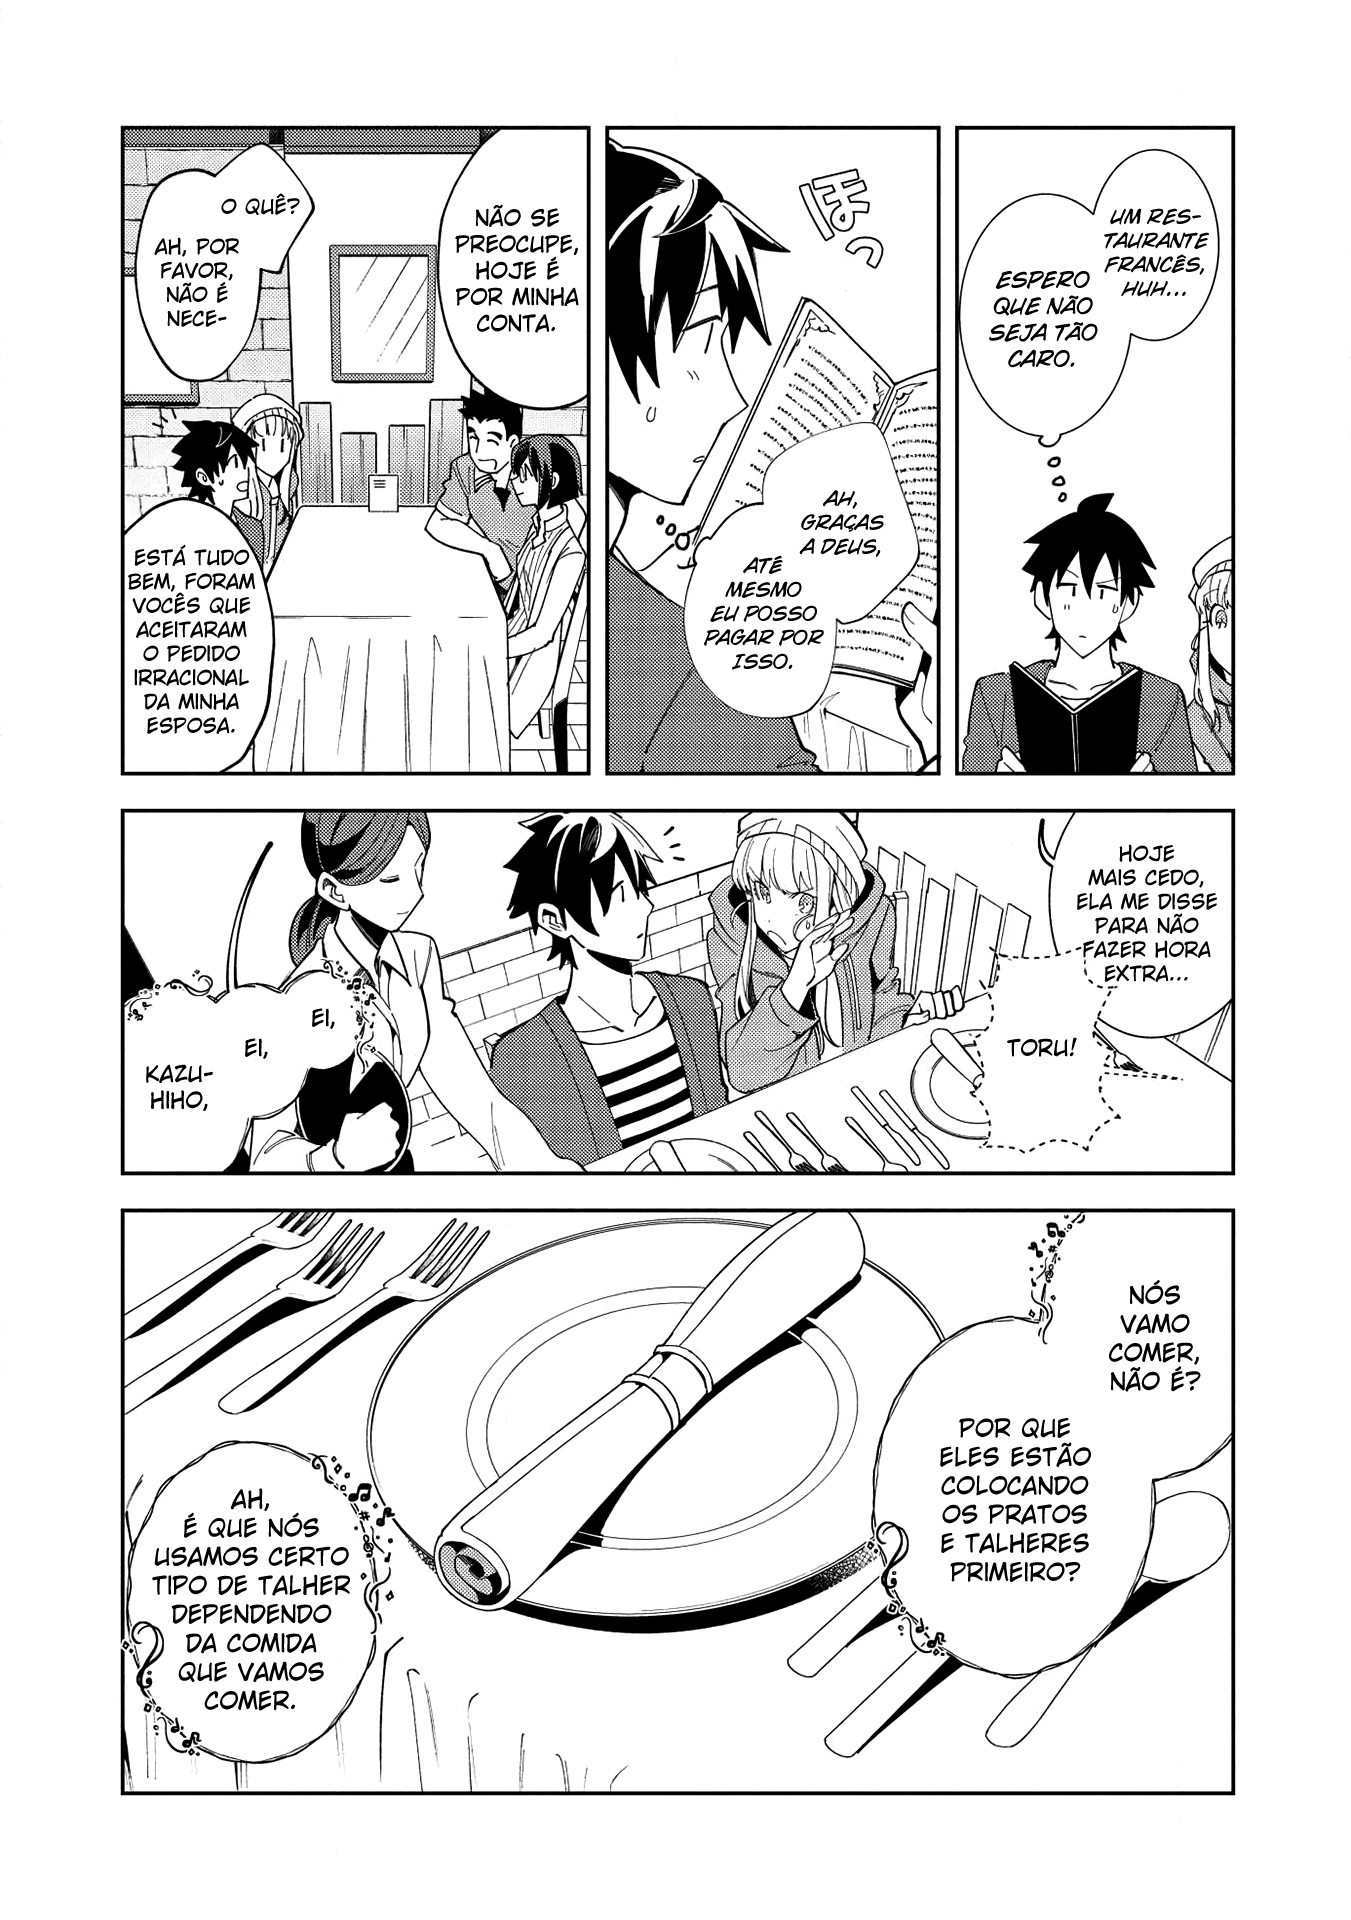 UM RES-
TAURANTE
FRANCÊS,
HUH...
ESPERO
QUE NÃO
SEJA TÃO
CARO.
ほっ
AH,
GRAÇAS
A DEUS,
ATÉ
MESMO
EU POSSO
PAGAR POR
ISSO.
NÃO SE
PREOCUPE,
HOJE É
POR MINHA
CONTA.
O QUÊ?
AH, POR
FAVOR,
NÃO É
NECE-
ESTÁ TUDO
BEM, FORAM
VOCÊS QUE
ACEITARAM
O PEDIDO
IRRACIONAL
DA MINHA
ESPOSA.
HOJE
MAIS CEDO,
ELA ME DISSE
PARA NÃO
FAZER HORA
EXTRA...
TORU!
EI,
EI,
KAZU-
HIHO,
NÓS
VAMO
COMER,
NÃO É?
POR QUE
ELES ESTÃO
COLOCANDO
OS PRATOS
E TALHERES
PRIMEIRO?
AH,
É QUE NÓS
USAMOS CERTO
TIPO DE TALHER
DEPENDENDO
DA COMIDA
QUE VAMOS
COMER.